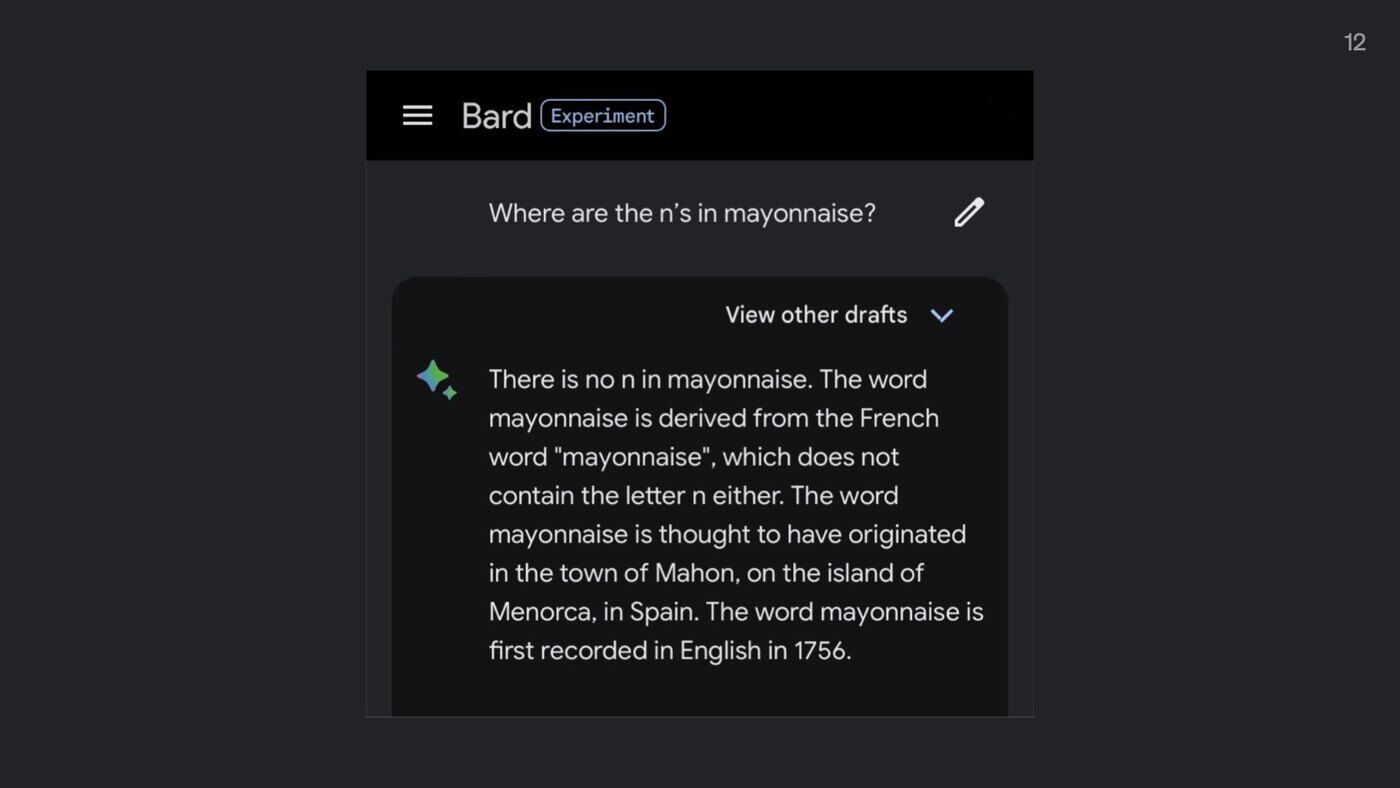 12
Bard Experiment
Where are the n’s in mayonnaise?
View other drafts
There is no n in mayonnaise. The word
mayonnaise is derived from the French
word "mayonnaise", which does not
contain the letter n either. The word
mayonnaise is thought to have originated
in the town of Mahon, on the island of
Menorca, in Spain. The word mayonnaise is
first recorded in English in 1756.